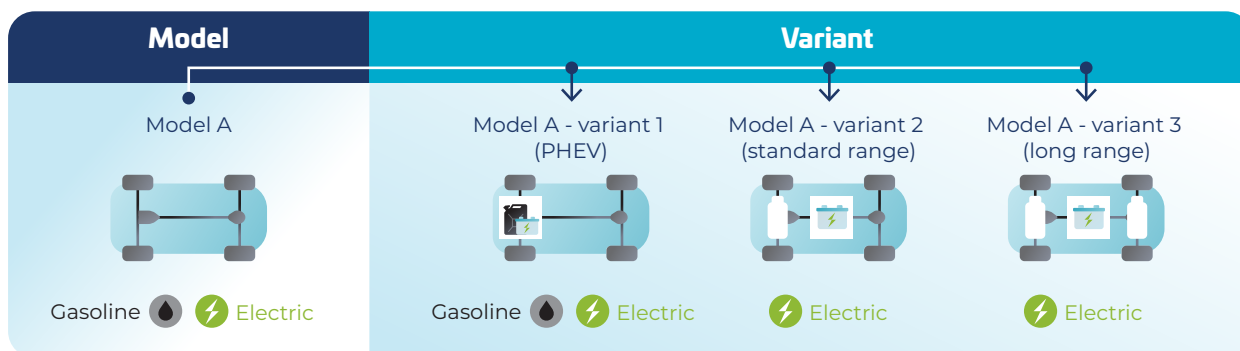 Model
Variant
Model A
Model A - variant 1
(PHEV)
Model A - variant 2
(standard range)
Model A - variant 3
(long range)
Gasoline Electric
Gasoline Electric
Electric
Electric